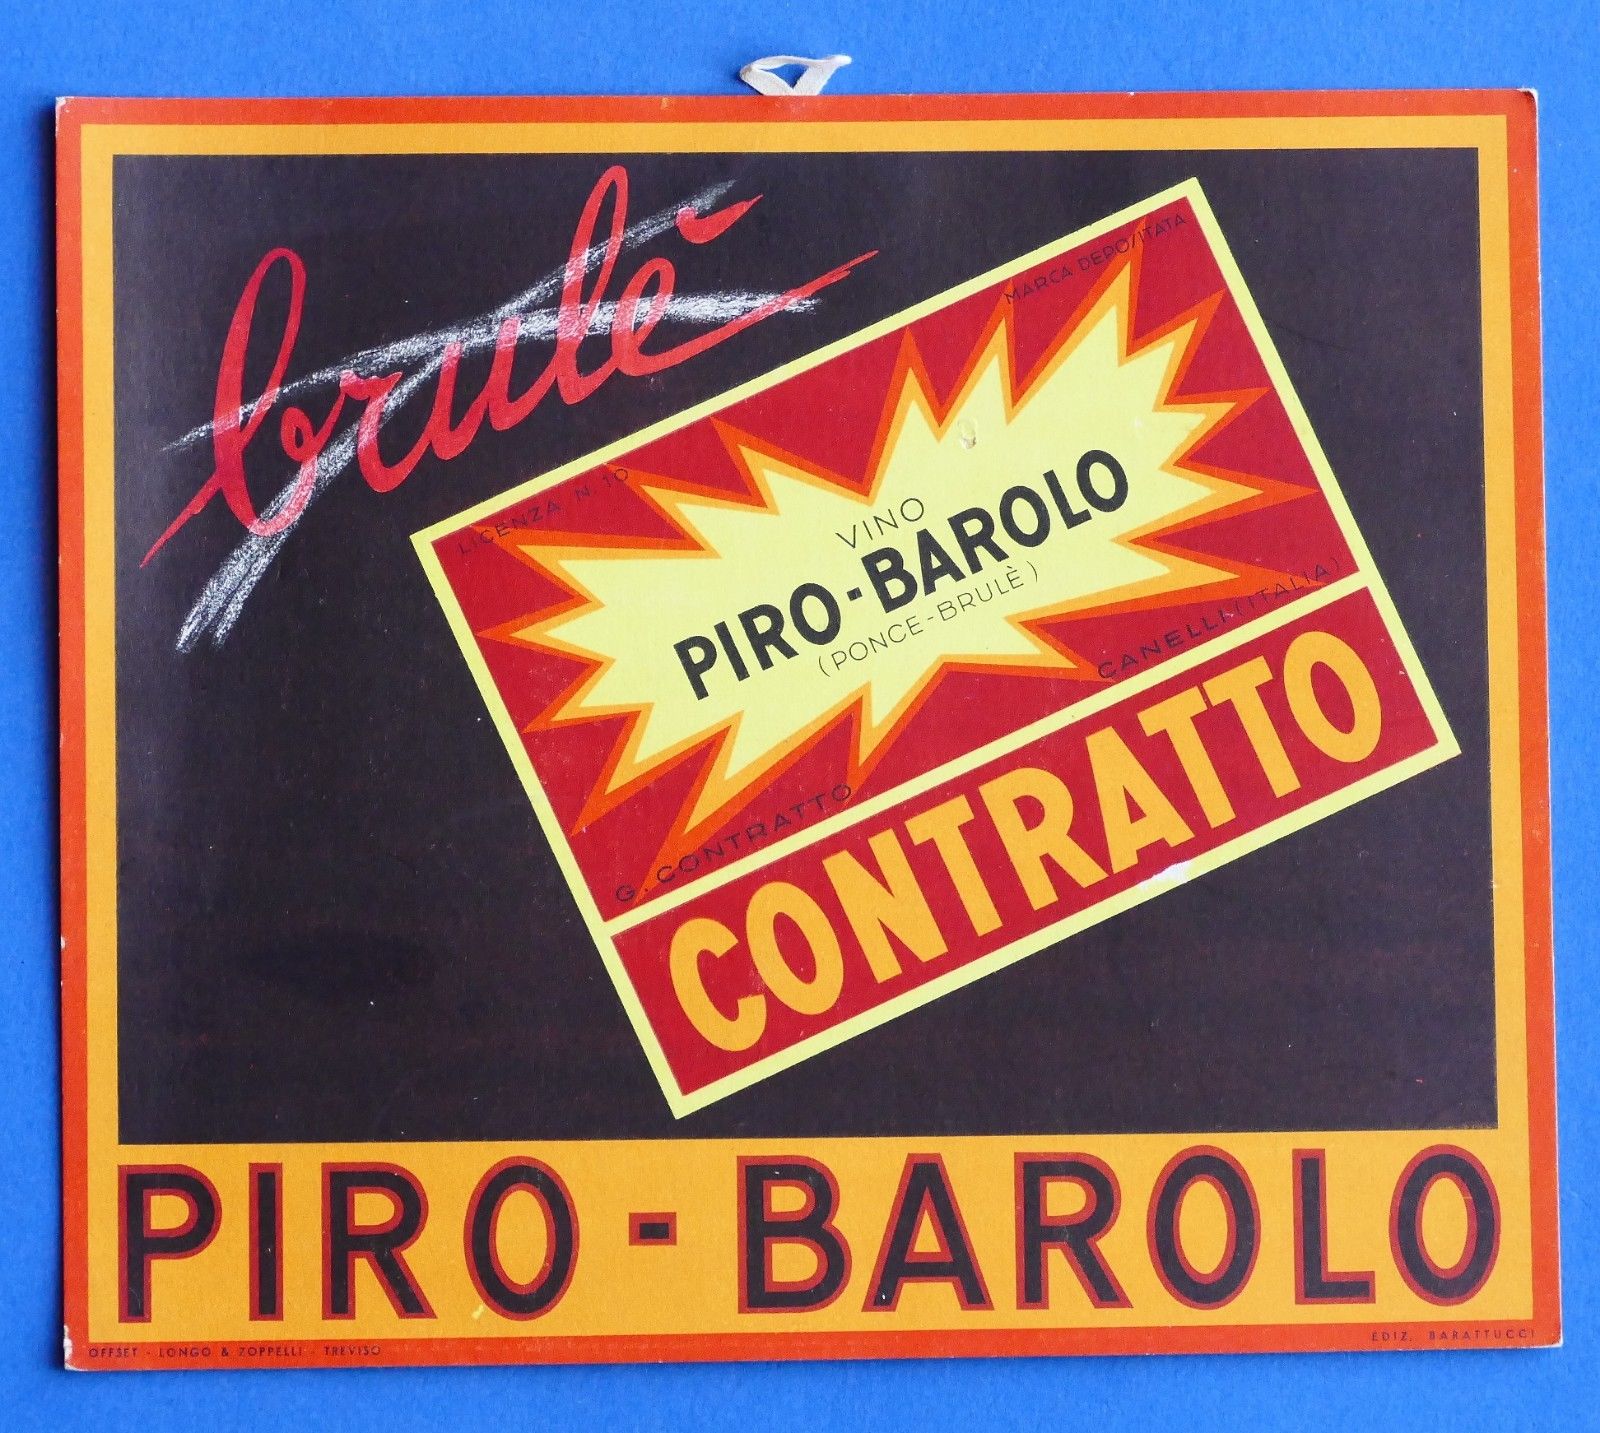 brulè
LICENZA N. 10
MARCA DEPOSITATA
VINO
PIRO-BAROLO
(PONCE-BRULÈ)
G. CONTRATTO
CANELLI (ITALIA)
CONTRATTO
PIRO - BAROLO
OFFSET - LONGO & ZOPPELLI - TREVISO
EDIZ. BARATTUCCI